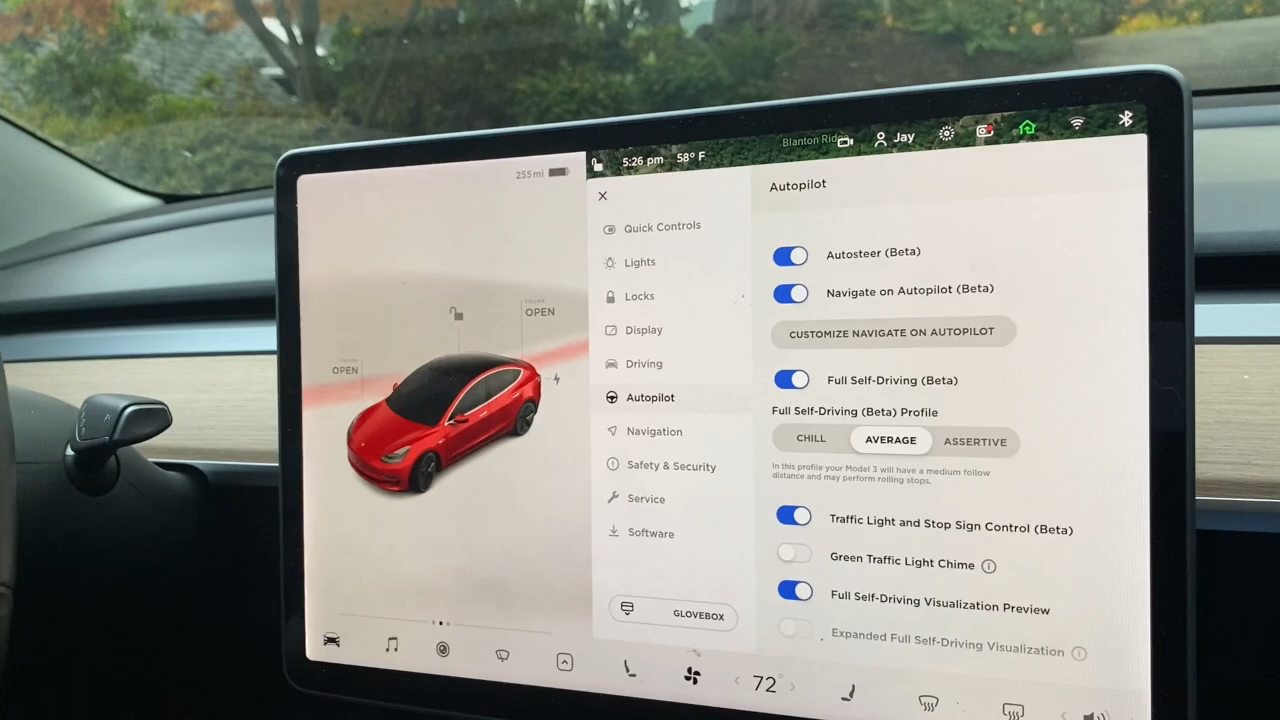 Blanton Ridge
5:26 pm 58° F
Jay
255 mi
Autopilot
Quick Controls
Lights
Locks
Display
Driving
Autopilot
Navigation
Safety & Security
Service
Software
GLOVEBOX
OPEN
OPEN
Autosteer (Beta)
Navigate on Autopilot (Beta)
CUSTOMIZE NAVIGATE ON AUTOPILOT
Full Self-Driving (Beta)
Full Self-Driving (Beta) Profile
CHILL AVERAGE ASSERTIVE
In this profile your Model 3 will have a medium follow
distance and may perform rolling stops.
Traffic Light and Stop Sign Control (Beta)
Green Traffic Light Chime
Full Self-Driving Visualization Preview
Expanded Full Self-Driving Visualization
72°